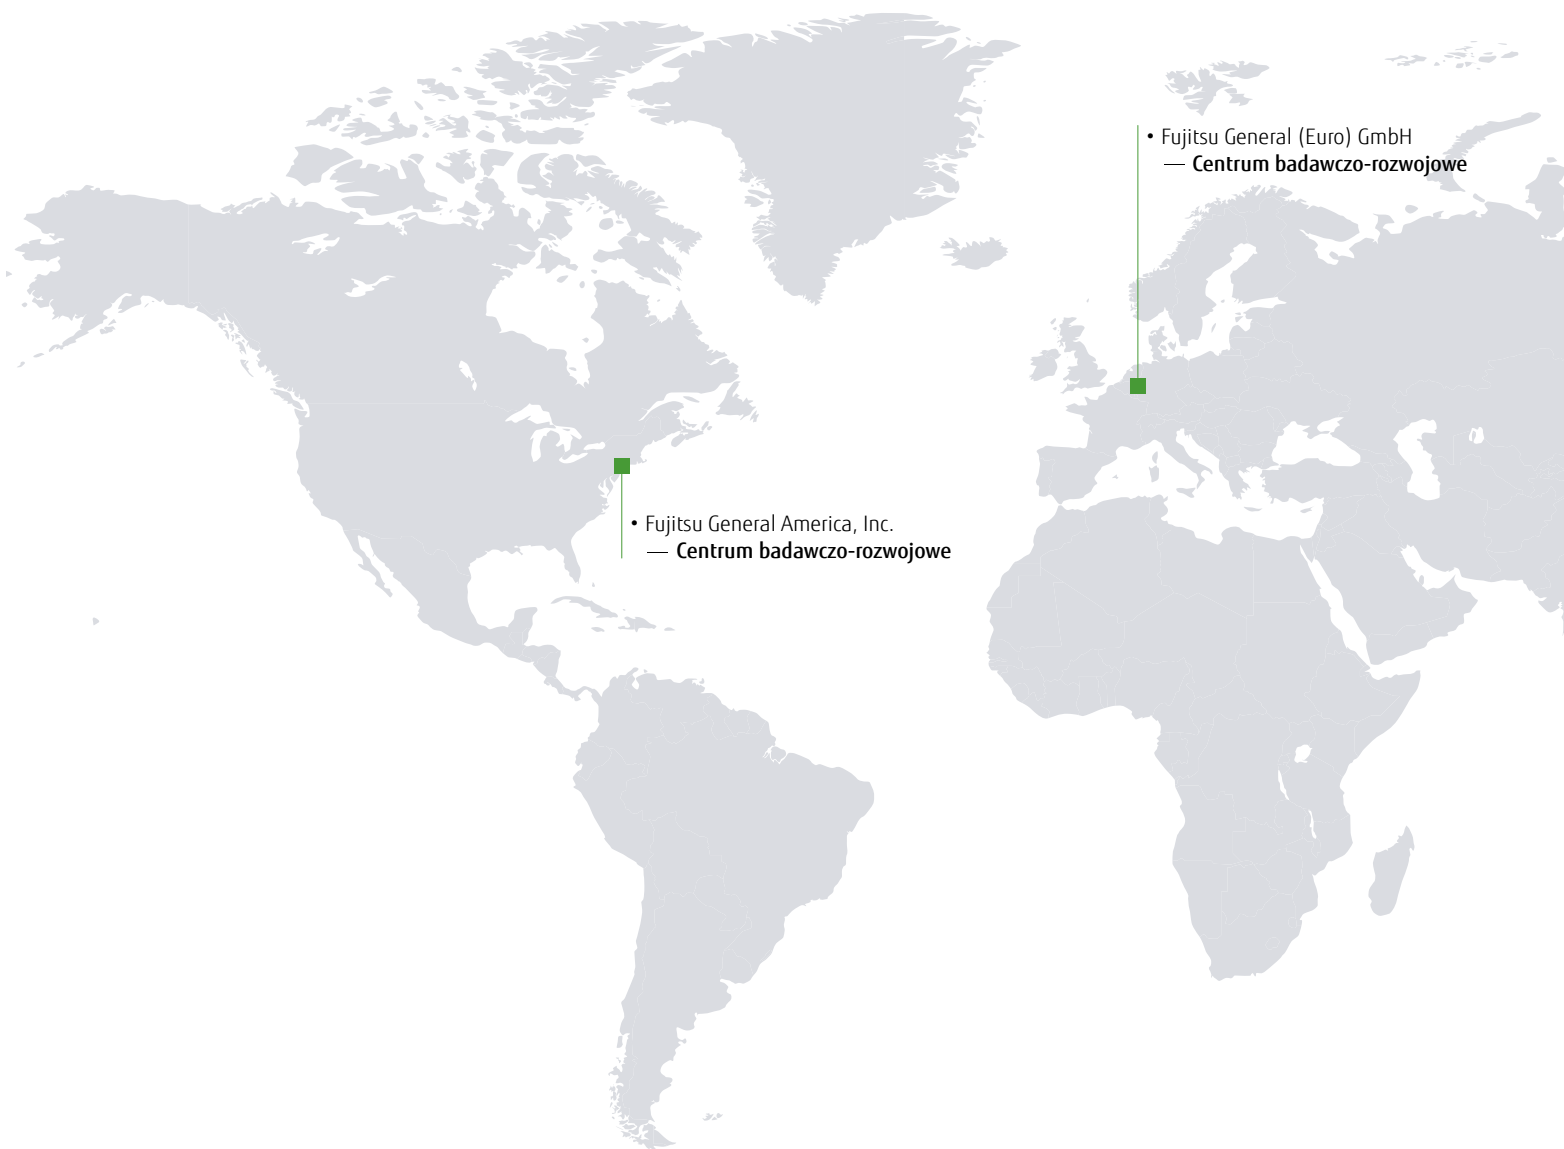 • Fujitsu General (Euro) GmbH
— Centrum badawczo-rozwojowe
• Fujitsu General America, Inc.
— Centrum badawczo-rozwojowe